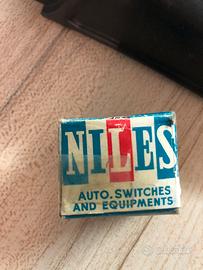 NILES
AUTO. SWITCHES
AND EQUIPMENTS